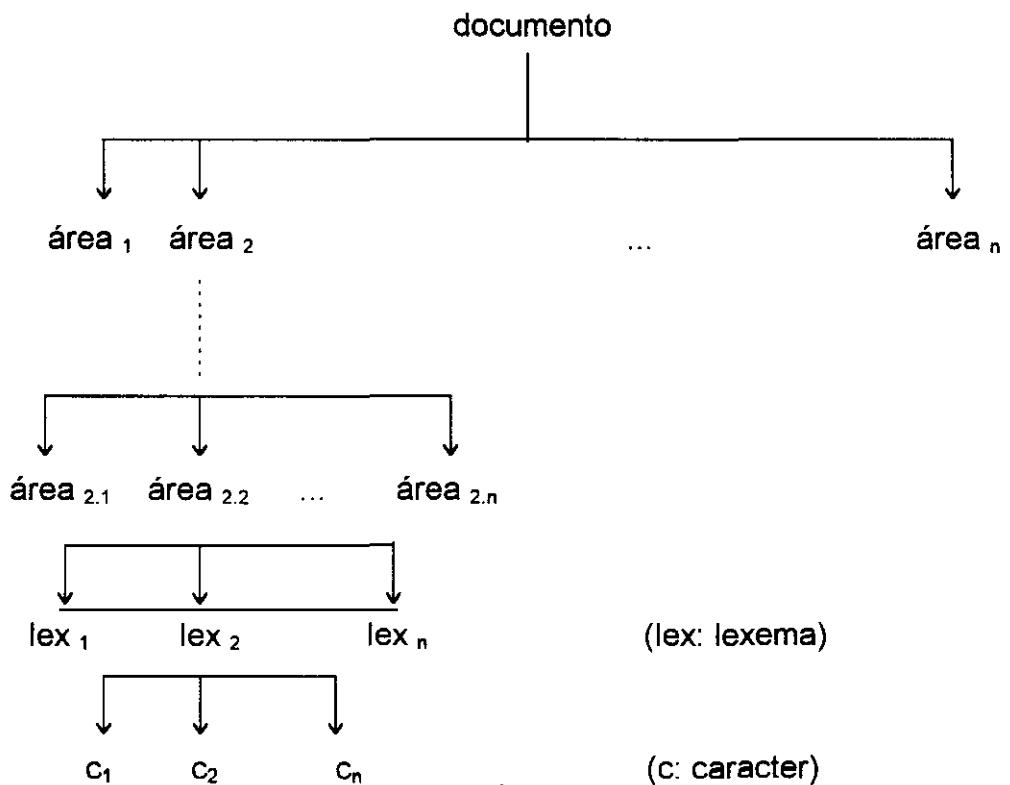 documento
área 1 área 2 ... área n
área 2.1 área 2.2 ... área 2.n
lex 1 lex 2 lex n (lex: lexema)
c1 c2 cn (c: caracter)